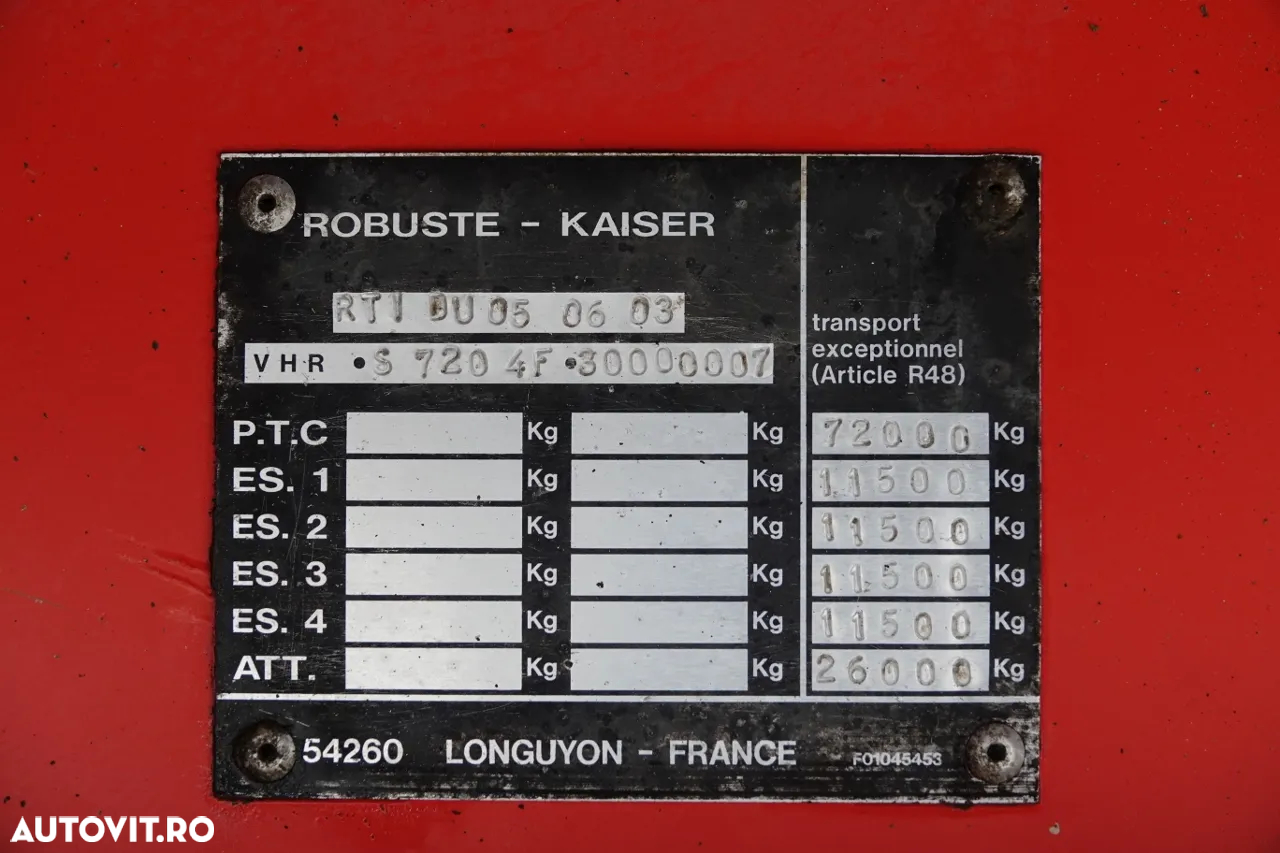 ROBUSTE - KAISER
RTI DU 05 06 03
VHR •S 720 4F •30000007
transport
exceptionnel
(Article R48)
P.T.C Kg Kg 72000 Kg
ES. 1 Kg Kg 11500 Kg
ES. 2 Kg Kg 11500 Kg
ES. 3 Kg Kg 11500 Kg
ES. 4 Kg Kg 11500 Kg
ATT. Kg Kg 26000 Kg
54260 LONGUYON - FRANCE F01045453
AUTOVIT.RO